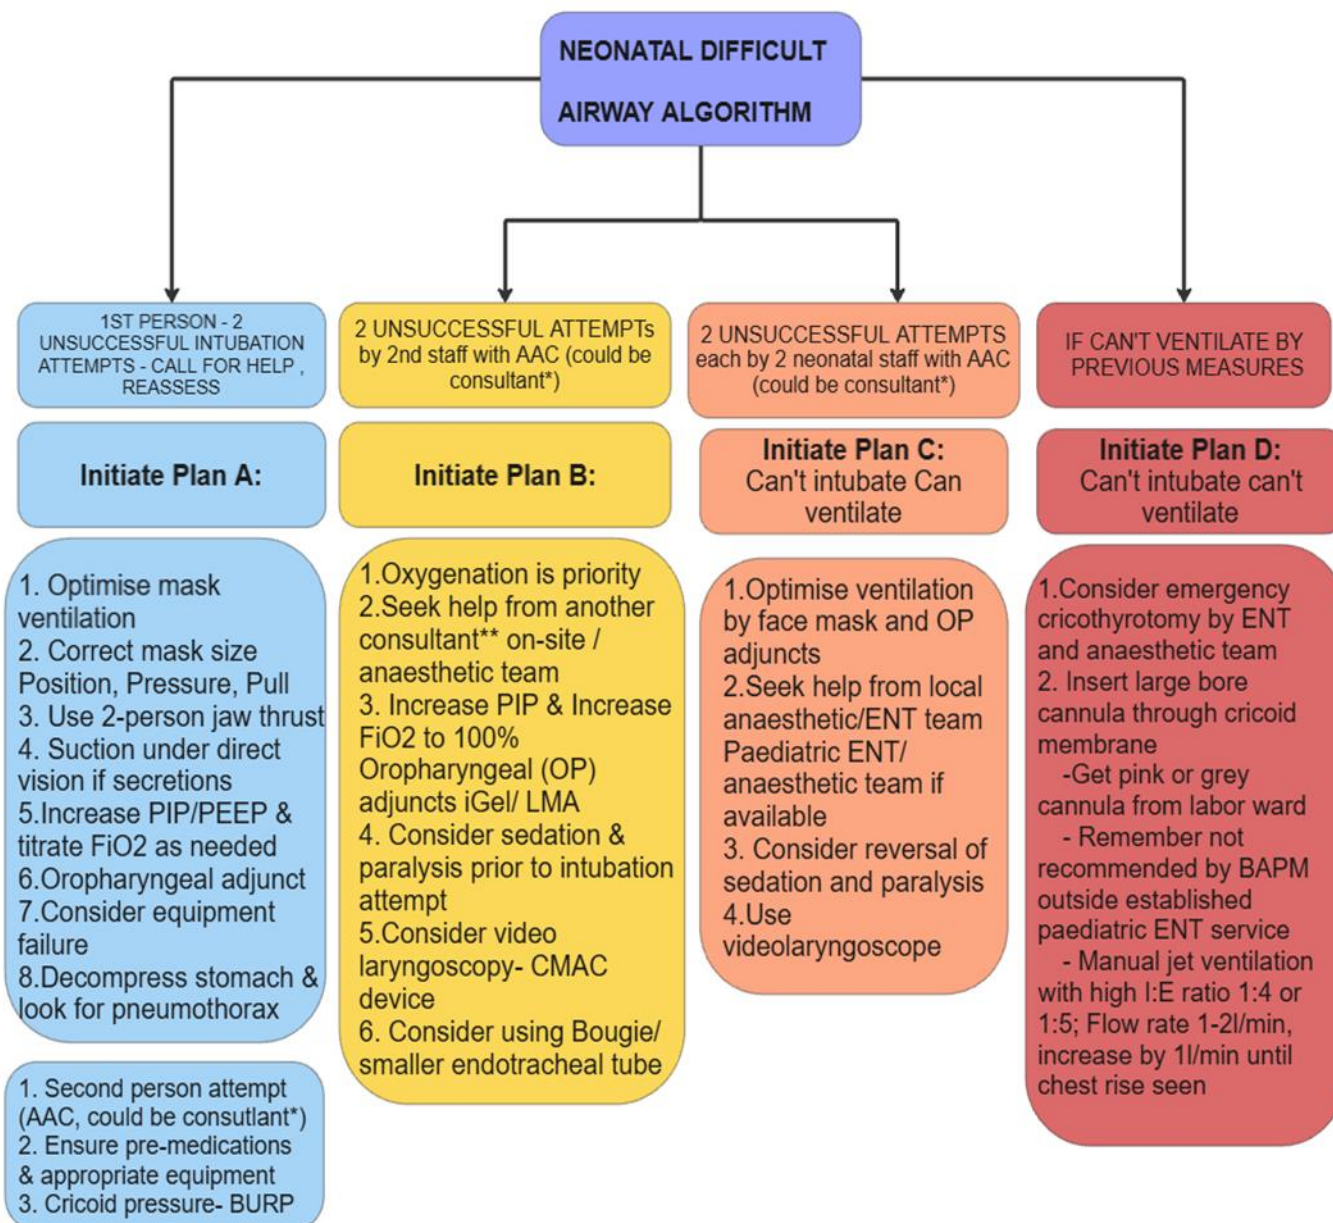 NEONATAL DIFFICULT
AIRWAY ALGORITHM
1ST PERSON - 2
UNSUCCESSFUL INTUBATION
ATTEMPTS - CALL FOR HELP ,
REASSESS
Initiate Plan A:
1. Optimise mask
ventilation
2. Correct mask size
Position, Pressure, Pull
3. Use 2-person jaw thrust
4. Suction under direct
vision if secretions
5.Increase PIP/PEEP &
titrate FiO2 as needed
6.Oropharyngeal adjunct
7.Consider equipment
failure
8.Decompress stomach &
look for pneumothorax
1. Second person attempt
(AAC, could be consutlant*)
2. Ensure pre-medications
& appropriate equipment
3. Cricoid pressure- BURP
2 UNSUCCESSFUL ATTEMPTs
by 2nd staff with AAC (could be
consultant*)
Initiate Plan B:
1.Oxygenation is priority
2.Seek help from another
consultant** on-site /
anaesthetic team
3. Increase PIP & Increase
FiO2 to 100%
Oropharyngeal (OP)
adjuncts iGel/ LMA
4. Consider sedation &
paralysis prior to intubation
attempt
5.Consider video
laryngoscopy- CMAC
device
6. Consider using Bougie/
smaller endotracheal tube
2 UNSUCCESSFUL ATTEMPTS
each by 2 neonatal staff with AAC
(could be consultant*)
Initiate Plan C:
Can't intubate Can
ventilate
1.Optimise ventilation
by face mask and OP
adjuncts
2.Seek help from local
anaesthetic/ENT team
Paediatric ENT/
anaesthetic team if
available
3. Consider reversal of
sedation and paralysis
4.Use
videolaryngoscope
IF CAN'T VENTILATE BY
PREVIOUS MEASURES
Initiate Plan D:
Can't intubate can't
ventilate
1.Consider emergency
cricothyrotomy by ENT
and anaesthetic team
2. Insert large bore
cannula through cricoid
membrane
-Get pink or grey
cannula from labor ward
- Remember not
recommended by BAPM
outside established
paediatric ENT service
- Manual jet ventilation
with high I:E ratio 1:4 or
1:5; Flow rate 1-2l/min,
increase by 1l/min until
chest rise seen